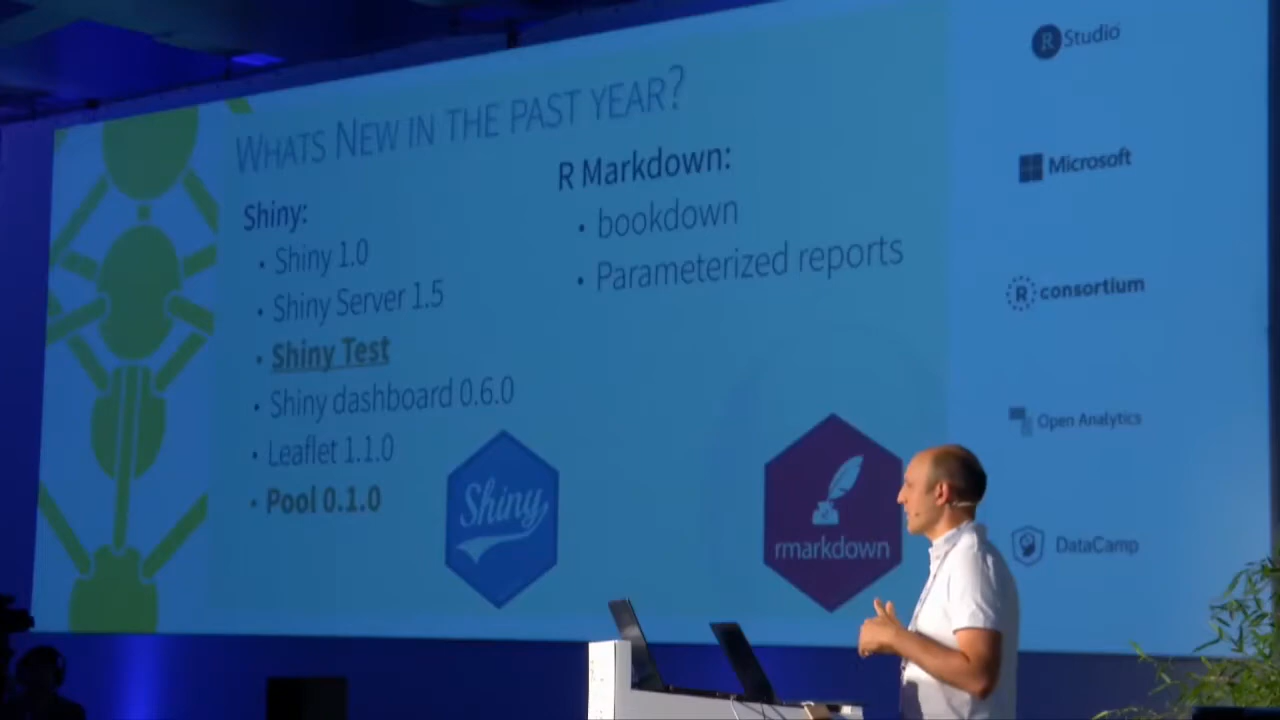 WHATS NEW IN THE PAST YEAR?
Shiny:
• Shiny 1.0
• Shiny Server 1.5
• Shiny Test
• Shiny dashboard 0.6.0
• Leaflet 1.1.0
• Pool 0.1.0
R Markdown:
• bookdown
• Parameterized reports
Shiny
rmarkdown
R Studio
Microsoft
R consortium
Open Analytics
DataCamp